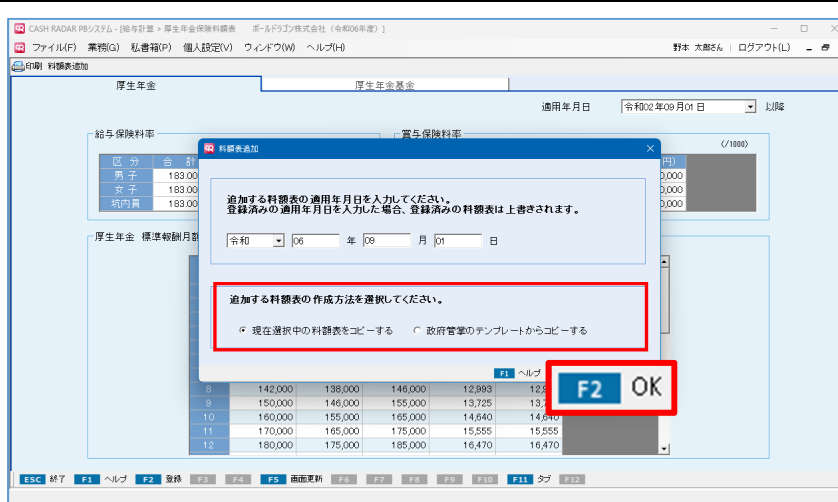 CASH RADAR PBシステム - [給与計算 > 厚生年金保険料額表 ボールドラゴン株式会社（令和06年度）]
ファイル(F) 業務(G) 私書箱(P) 個人設定(V) ウィンドウ(W) ヘルプ(H) 野本 太郎さん ログアウト(L)
印刷 料額表追加
厚生年金 厚生年金基金
適用年月日 令和02年09月01日 以降
給与保険料率 賞与保険料率
(/1000)
区 分 合 計 円)
男 子 183.00 0,000
女 子 183.00 0,000
坑内員 183.00 0,000
厚生年金 標準報酬月額
料額表追加
追加する料額表の適用年月日を入力してください。
登録済みの適用年月日を入力した場合、登録済みの料額表は上書きされます。
令和 06 年 09 月 01 日
追加する料額表の作成方法を選択してください。
現在選択中の料額表をコピーする 政府管掌のテンプレートからコピーする
F1 ヘルプ
F2 OK
8 142,000 138,000 146,000 12,993
9 150,000 146,000 155,000 13,725
10 160,000 155,000 165,000 14,640 14,640
11 170,000 165,000 175,000 15,555 15,555
12 180,000 175,000 185,000 16,470 16,470
ESC 終了 F1 ヘルプ F2 登録 F3 F4 F5 画面更新 F6 F7 F8 F9 F10 F11 タブ F12